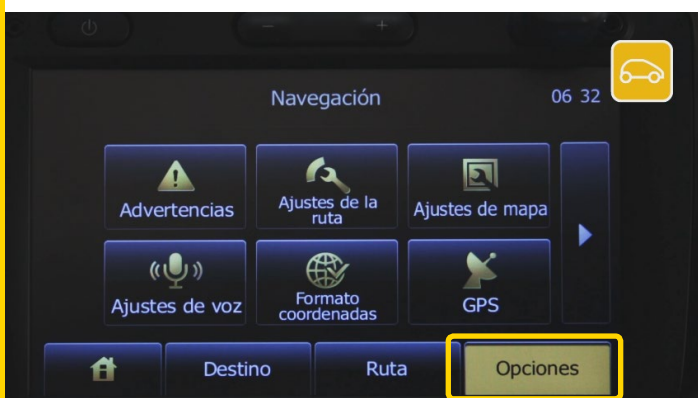 Navegación
06 32
Advertencias
Ajustes de la
ruta
Ajustes de mapa
Ajustes de voz
Formato
coordenadas
GPS
Destino
Ruta
Opciones